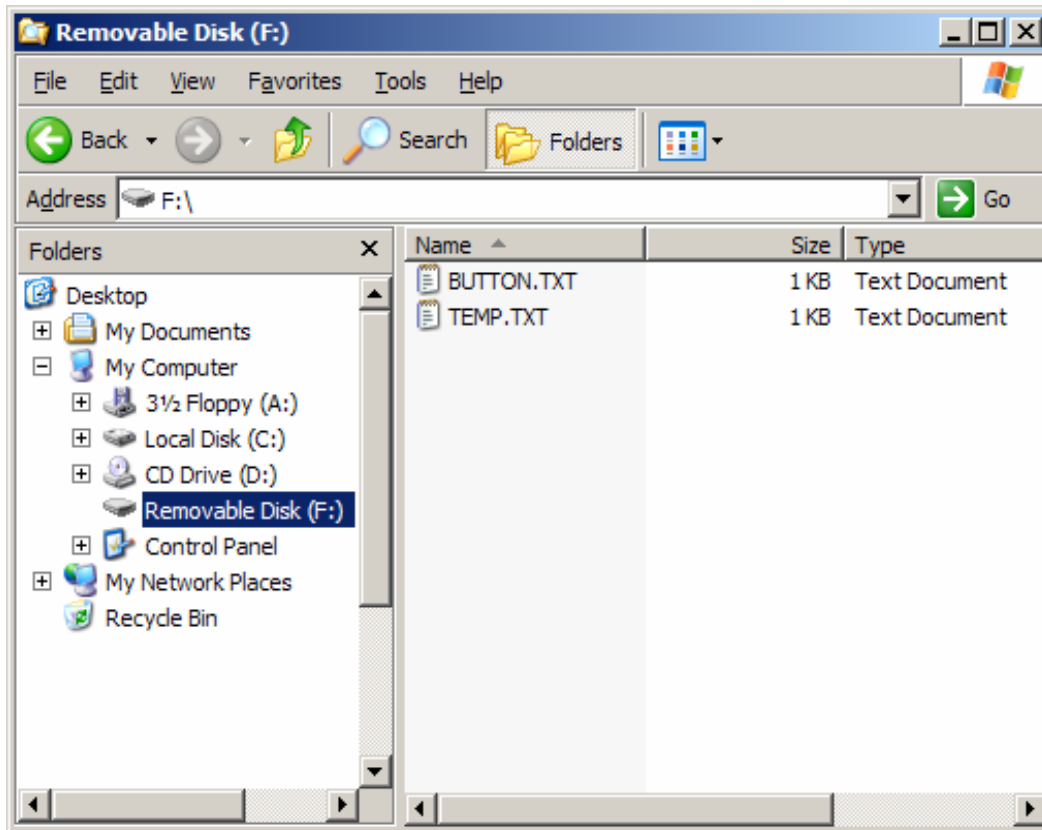 Removable Disk (F:)
File Edit View Favorites Tools Help
Back Search Folders
Address F:\ Go
Folders
Desktop
My Documents
My Computer
3½ Floppy (A:)
Local Disk (C:)
CD Drive (D:)
Removable Disk (F:)
Control Panel
My Network Places
Recycle Bin
Name Size Type
BUTTON.TXT 1 KB Text Document
TEMP.TXT 1 KB Text Document